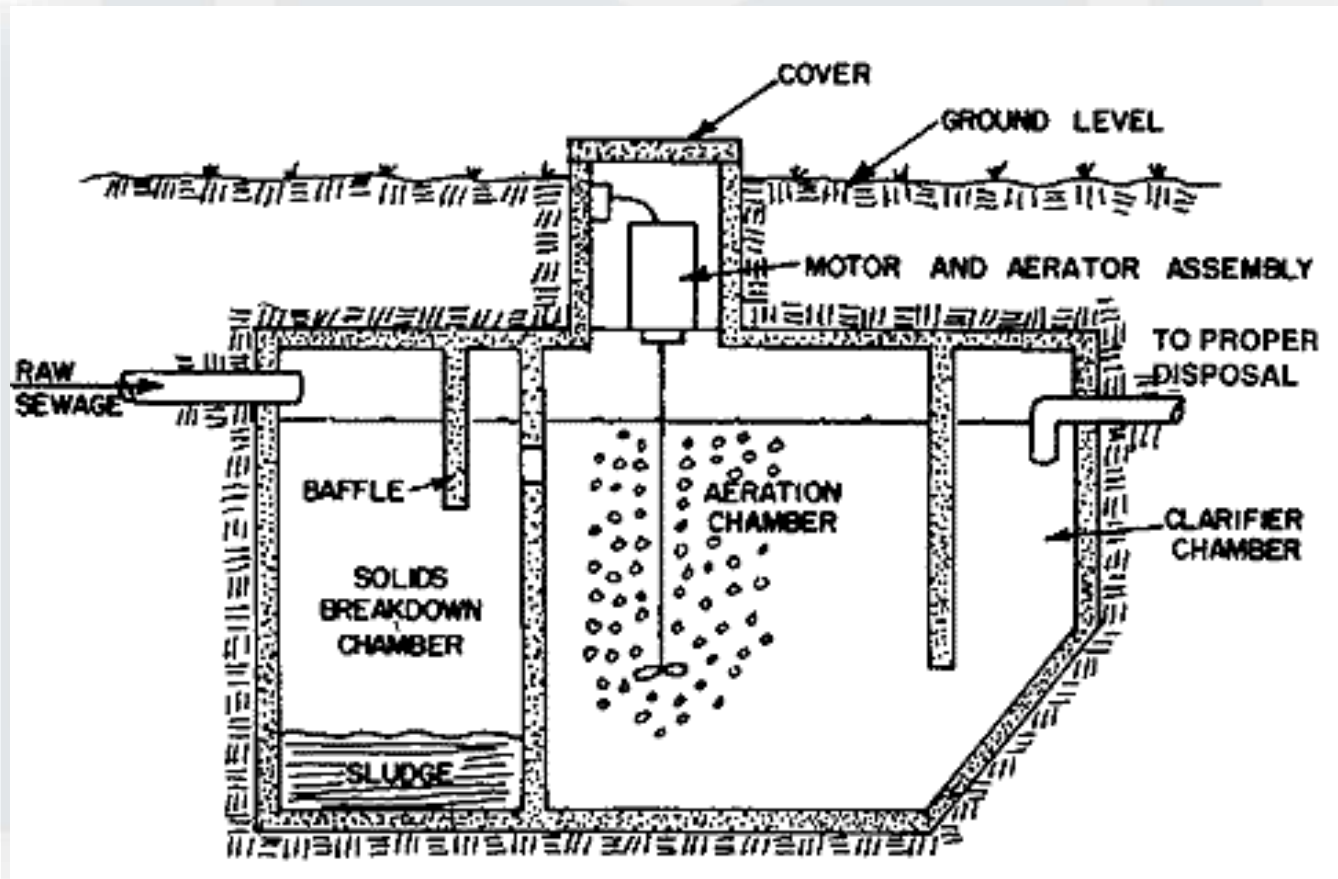 COVER
GROUND LEVEL
MOTOR AND AERATOR ASSEMBLY
TO PROPER
DISPOSAL
RAW
SEWAGE
BAFFLE
AERATION
CHAMBER
CLARIFIER
CHAMBER
SOLIDS
BREAKDOWN
CHAMBER
SLUDGE